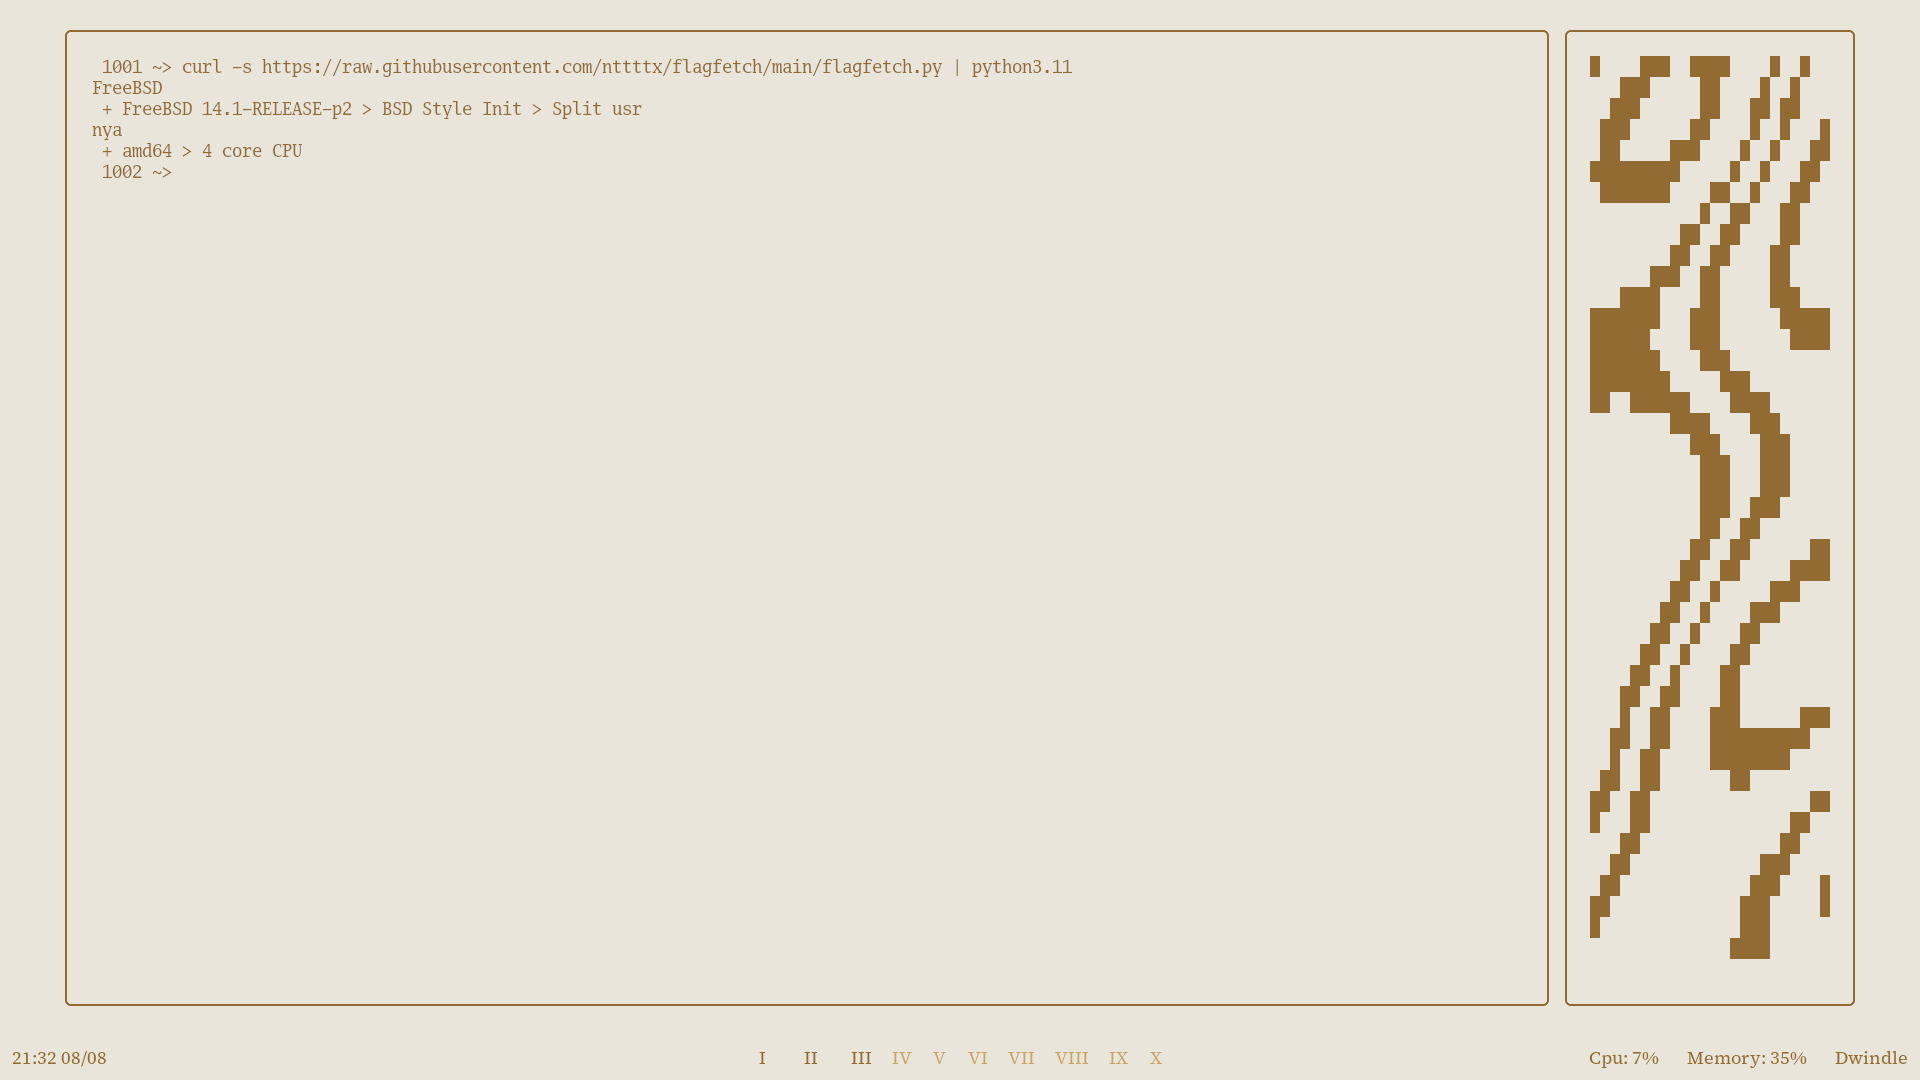 1001 ~> curl -s https://raw.githubusercontent.com/nttttx/flagfetch/main/flagfetch.py | python3.11
FreeBSD
+ FreeBSD 14.1-RELEASE-p2 > BSD Style Init > Split usr
nya
+ amd64 > 4 core CPU
1002 ~>
21:32 08/08 I II III IV V VI VII VIII IX X Cpu: 7% Memory: 35% Dwindle